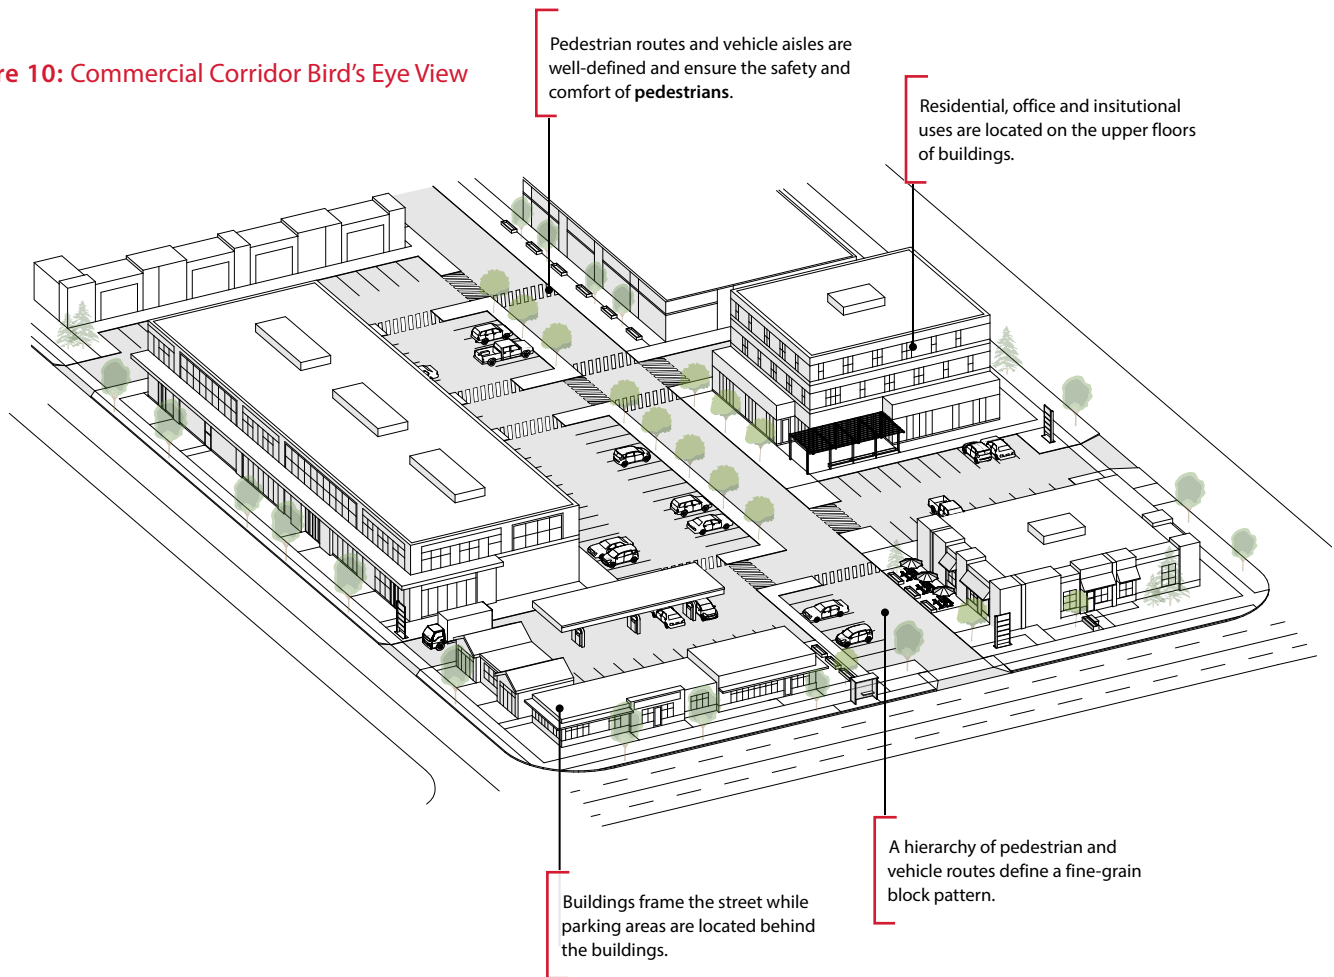 re 10: Commercial Corridor Bird's Eye View
Pedestrian routes and vehicle aisles are
well-defined and ensure the safety and
comfort of pedestrians.
Residential, office and insitutional
uses are located on the upper floors
of buildings.
A hierarchy of pedestrian and
vehicle routes define a fine-grain
block pattern.
Buildings frame the street while
parking areas are located behind
the buildings.